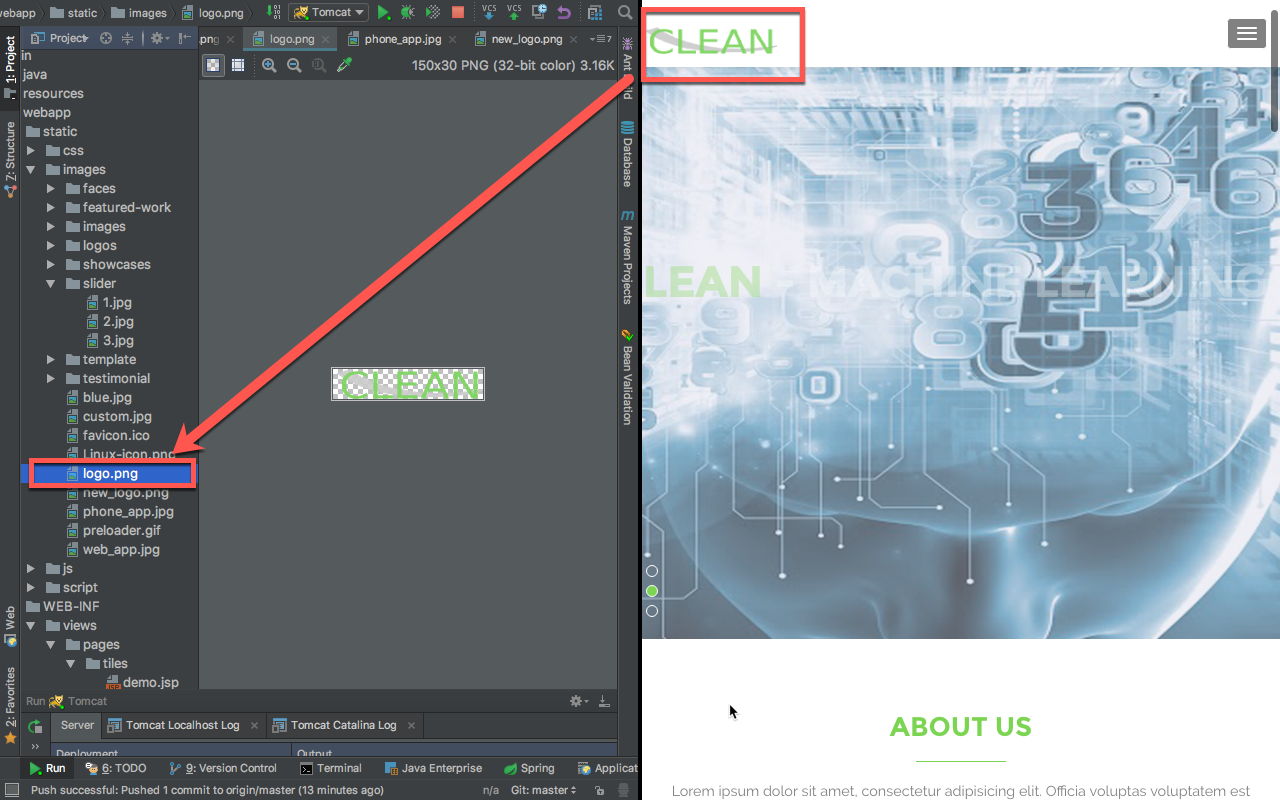 webapp static images logo.png Tomcat VCS VCS
1: Project
Project
.png logo.png phone_app.jpg new_logo.png 7
150x30 PNG (32-bit color) 3.16K
in
java
resources
webapp
static
css
images
faces
featured-work
images
logos
showcases
slider
1.jpg
2.jpg
3.jpg
template
testimonial
blue.jpg
custom.jpg
favicon.ico
Linux-icon.png
logo.png
new_logo.png
phone_app.jpg
preloader.gif
web_app.jpg
js
script
WEB-INF
views
pages
tiles
demo.jsp
Z: Structure
Web
2: Favorites
CLEAN
Ant
Database
m Maven Projects
Bean Validation
Run Tomcat
Server Tomcat Localhost Log Tomcat Catalina Log
Deployment Output
Run 6: TODO 9: Version Control Terminal Java Enterprise Spring Applicat
Push successful: Pushed 1 commit to origin/master (13 minutes ago) n/a Git: master
CLEAN
LEAN - MACHINE LEARNING
ABOUT US
Lorem ipsum dolor sit amet, consectetur adipisicing elit. Officia voluptas voluptatem est